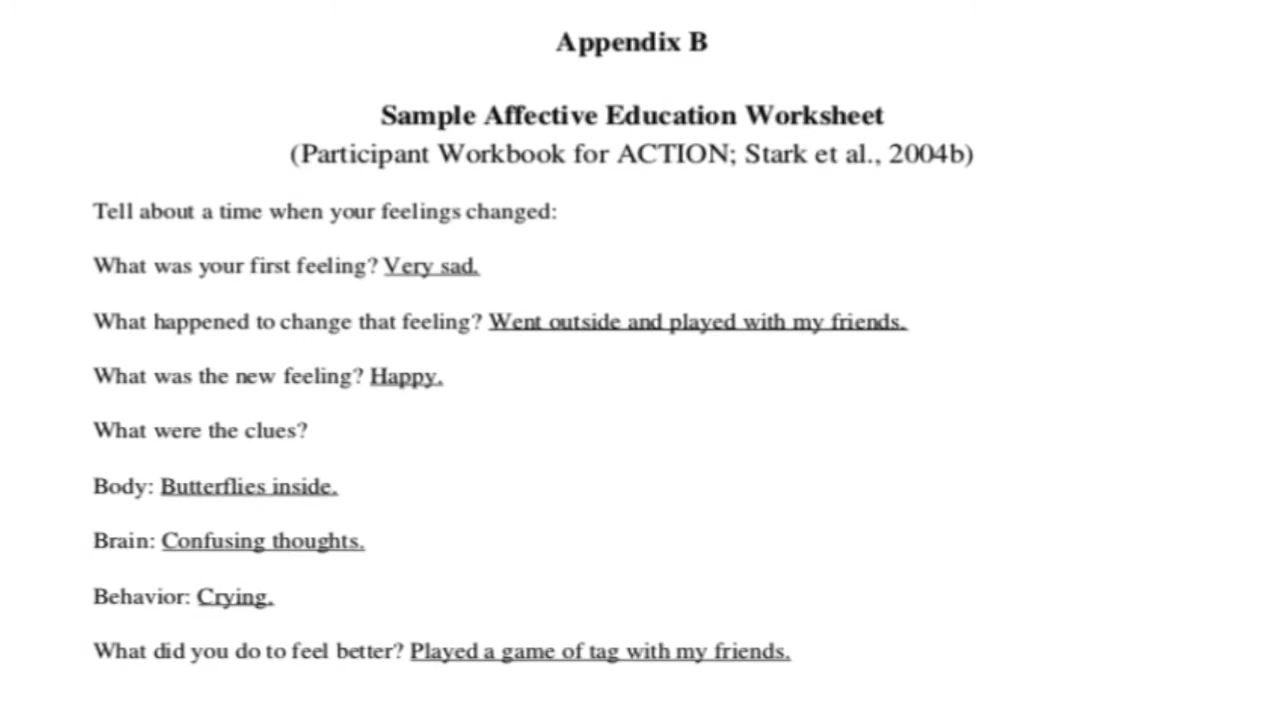 Appendix B
Sample Affective Education Worksheet
(Participant Workbook for ACTION; Stark et al., 2004b)
Tell about a time when your feelings changed:
What was your first feeling? Very sad.
What happened to change that feeling? Went outside and played with my friends.
What was the new feeling? Happy.
What were the clues?
Body: Butterflies inside.
Brain: Confusing thoughts.
Behavior: Crying.
What did you do to feel better? Played a game of tag with my friends.